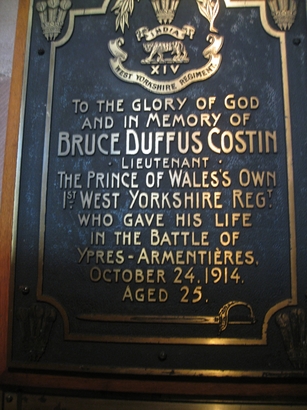 INDIA
XIV
WEST YORKSHIRE REGIMENT
TO THE GLORY OF GOD
AND IN MEMORY OF
BRUCE DUFFUS COSTIN
· LIEUTENANT ·
THE PRINCE OF WALES'S OWN
1ST WEST YORKSHIRE REGT
WHO GAVE HIS LIFE
IN THE BATTLE OF
YPRES-ARMENTIÈRES.
OCTOBER 24. 1914.
AGED 25.